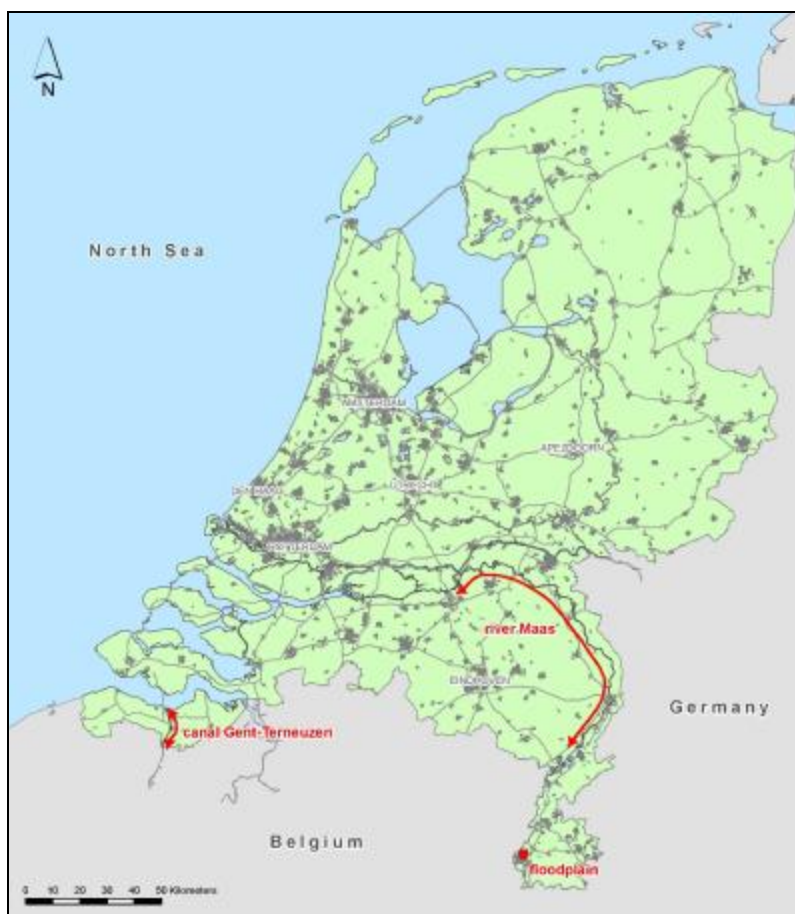 N
North Sea
AMSTERDAM
APELDOORN
DEN HAAG
UTRECHT
ROTTERDAM
river Maas
EINDHOVEN
Germany
canal Gent-Terneuzen
Belgium
floodplain
0 10 20 30 40 50 Kilometers